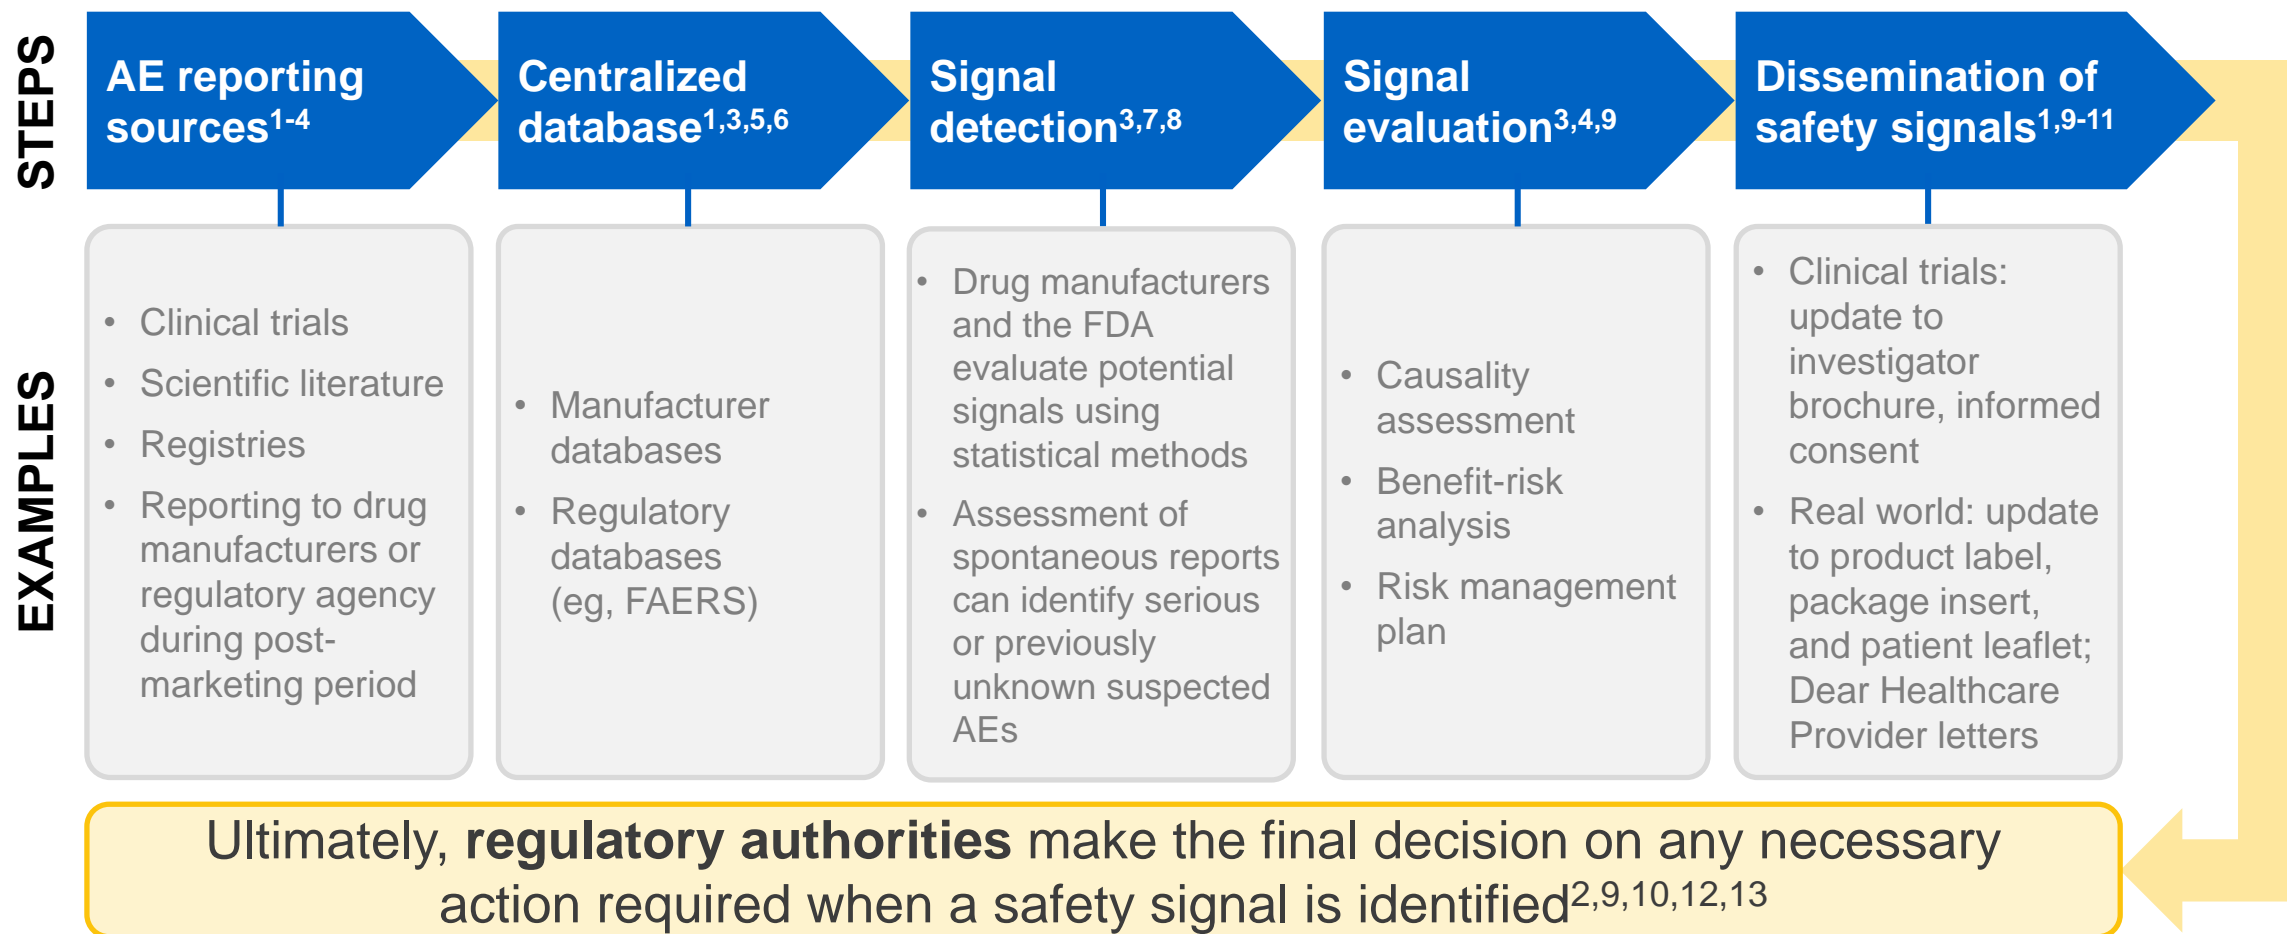 STEPS
AE reporting
sources1-4
Centralized
database1,3,5,6
Signal
detection3,7,8
Signal
evaluation3,4,9
Dissemination of
safety signals1,9-11
EXAMPLES
• Clinical trials
• Scientific literature
• Registries
• Reporting to drug
manufacturers or
regulatory agency
during post-
marketing period
• Manufacturer
databases
• Regulatory
databases
(eg, FAERS)
• Drug manufacturers
and the FDA
evaluate potential
signals using
statistical methods
• Assessment of
spontaneous reports
can identify serious
or previously
unknown suspected
AEs
• Causality
assessment
• Benefit-risk
analysis
• Risk management
plan
• Clinical trials:
update to
investigator
brochure, informed
consent
• Real world: update
to product label,
package insert,
and patient leaflet;
Dear Healthcare
Provider letters
Ultimately, regulatory authorities make the final decision on any necessary
action required when a safety signal is identified2,9,10,12,13